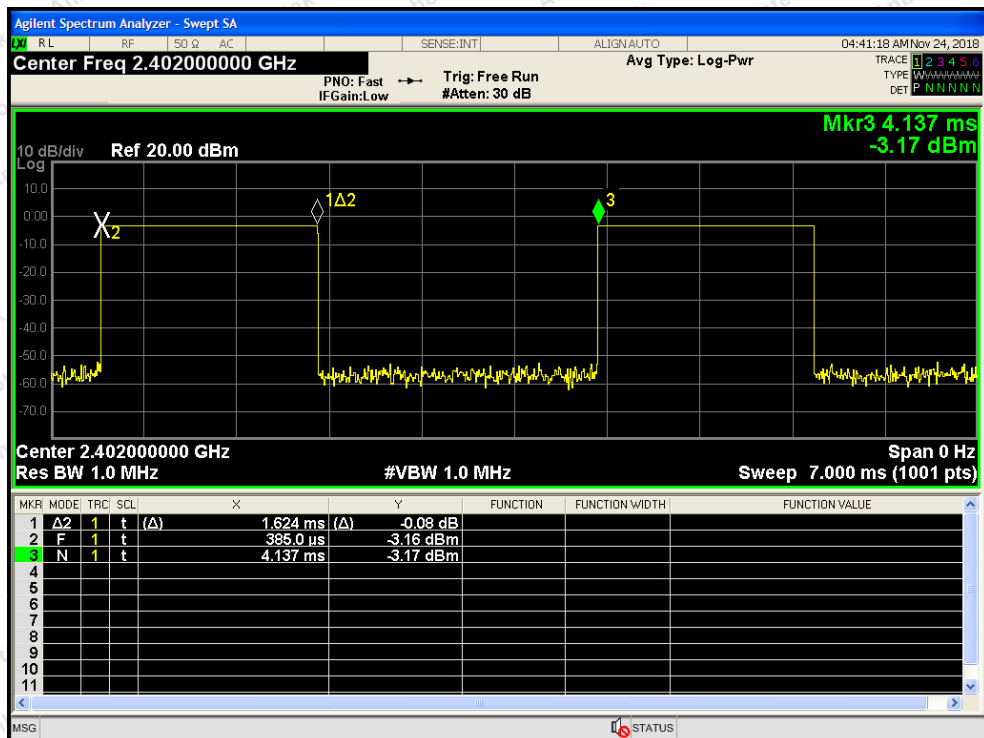 Agilent Spectrum Analyzer - Swept SA
LXI RL RF 50 Ω AC SENSE:INT ALIGNAUTO 04:41:18 AM Nov 24, 2018
Center Freq 2.402000000 GHz Avg Type: Log-Pwr TRACE 1 2 3 4 5 6
PNO: Fast Trig: Free Run TYPE WWWWWW
IFGain:Low #Atten: 30 dB DET P N N N N N
Mkr3 4.137 ms
10 dB/div Ref 20.00 dBm -3.17 dBm
Log
10.0
1Δ2 3
0.00
2
-10.0
-20.0
-30.0
-40.0
-50.0
-60.0
-70.0
Center 2.402000000 GHz Span 0 Hz
Res BW 1.0 MHz #VBW 1.0 MHz Sweep 7.000 ms (1001 pts)
MKR MODE TRC SCL X Y FUNCTION FUNCTION WIDTH FUNCTION VALUE
1 Δ2 1 t (Δ) 1.624 ms (Δ) -0.08 dB
2 F 1 t 385.0 µs -3.16 dBm
3 N 1 t 4.137 ms -3.17 dBm
4
5
6
7
8
9
10
11
MSG STATUS